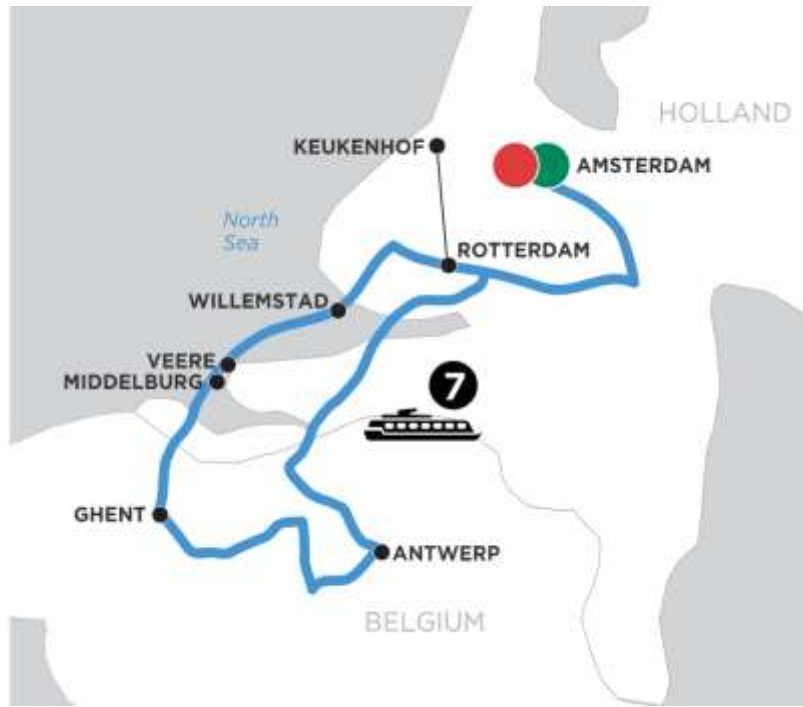 HOLLAND
KEUKENHOF
AMSTERDAM
North
Sea
ROTTERDAM
WILLEMSTAD
VEERE
MIDDELBURG
7
GHENT
ANTWERP
BELGIUM